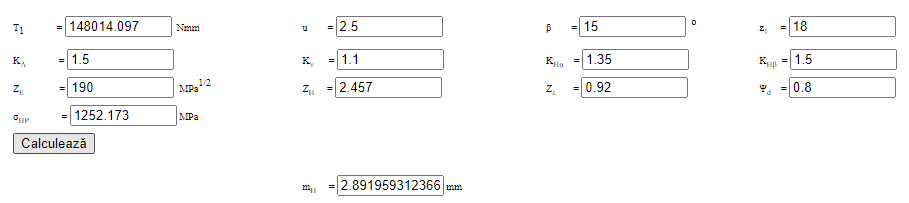 T1 = 148014.097 Nmm u = 2.5 β = 15 ° z1 = 18
KA = 1.5 Kv = 1.1 KHα = 1.35 KHβ = 1.5
ZE = 190 MPa1/2 ZH = 2.457 Zε = 0.92 Ψd = 0.8
σHP = 1252.173 MPa
Calculează
mH = 2.891959312366 mm